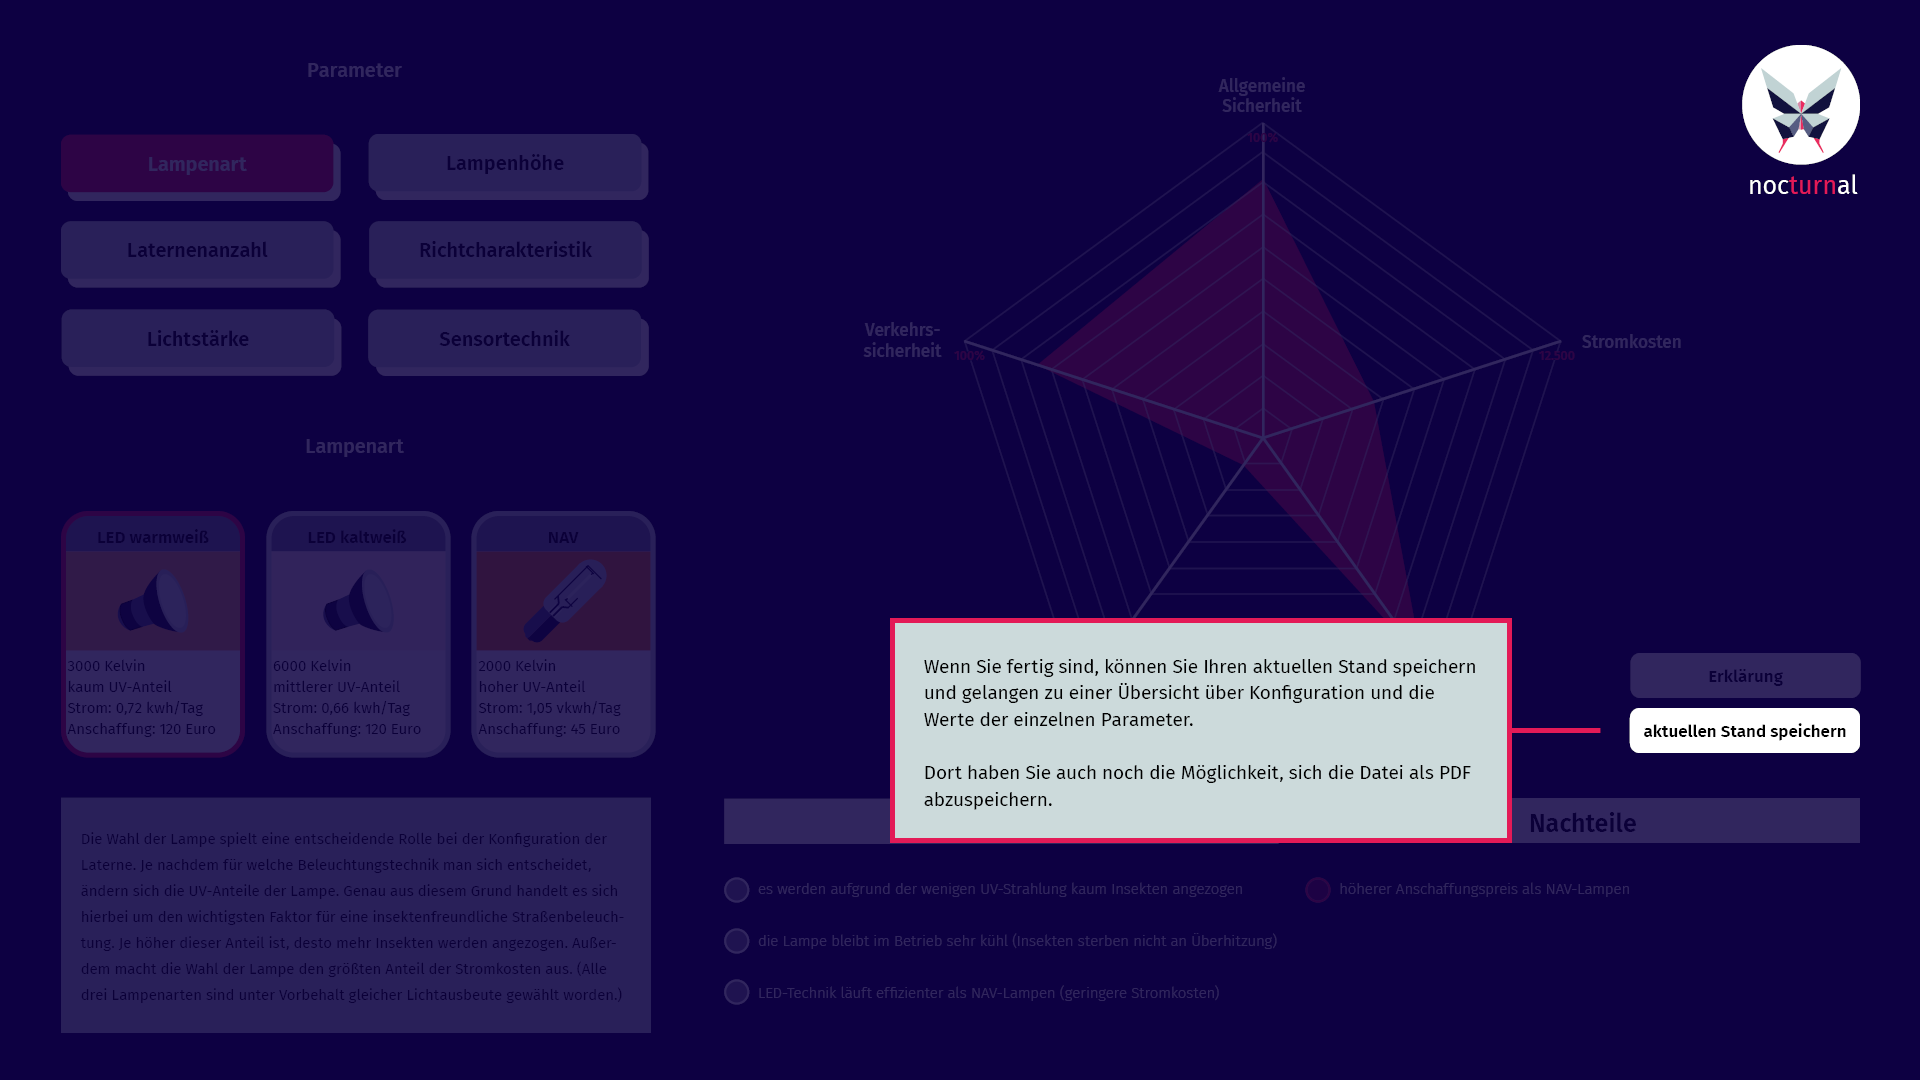 Parameter
Lampenart
Lampenhöhe
Laternenanzahl
Richtcharakteristik
Lichtstärke
Sensortechnik
Lampenart
LED warmweiß
3000 Kelvin
kaum UV-Anteil
Strom: 0,72 kwh/Tag
Anschaffung: 120 Euro
LED kaltweiß
6000 Kelvin
mittlerer UV-Anteil
Strom: 0,66 kwh/Tag
Anschaffung: 120 Euro
NAV
2000 Kelvin
hoher UV-Anteil
Strom: 1,05 vkwh/Tag
Anschaffung: 45 Euro
Die Wahl der Lampe spielt eine entscheidende Rolle bei der Konfiguration der
Laterne. Je nachdem für welche Beleuchtungstechnik man sich entscheidet,
ändern sich die UV-Anteile der Lampe. Genau aus diesem Grund handelt es sich
hierbei um den wichtigsten Faktor für eine insektenfreundliche Straßenbeleuch-
tung. Je höher dieser Anteil ist, desto mehr Insekten werden angezogen. Außer-
dem macht die Wahl der Lampe den größten Anteil der Stromkosten aus. (Alle
drei Lampenarten sind unter Vorbehalt gleicher Lichtausbeute gewählt worden.)
Allgemeine
Sicherheit
100%
Verkehrs-
sicherheit
100%
Stromkosten
12.500
nocturnal
Wenn Sie fertig sind, können Sie Ihren aktuellen Stand speichern
und gelangen zu einer Übersicht über Konfiguration und die
Werte der einzelnen Parameter.
Dort haben Sie auch noch die Möglichkeit, sich die Datei als PDF
abzuspeichern.
Erklärung
aktuellen Stand speichern
Nachteile
es werden aufgrund der wenigen UV-Strahlung kaum Insekten angezogen
die Lampe bleibt im Betrieb sehr kühl (Insekten sterben nicht an Überhitzung)
LED-Technik läuft effizienter als NAV-Lampen (geringere Stromkosten)
höherer Anschaffungspreis als NAV-Lampen